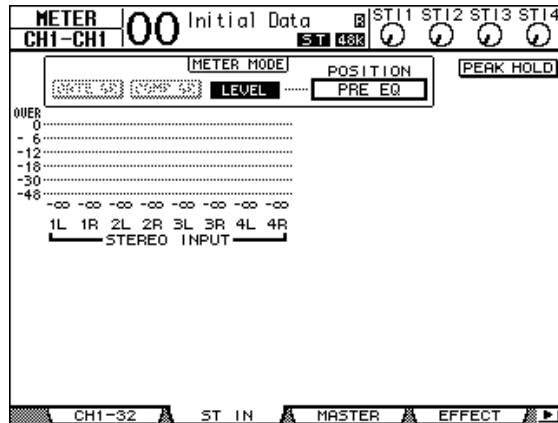 METER 00 Initial Data R STI1 STI2 STI3 STI4
CH1-CH1 ST 48K
METER MODE POSITION PEAK HOLD
GATE GR COMP GR LEVEL PRE EQ
OVER
0
- 6
-12
-18
-30
-48
-∞ -∞ -∞ -∞ -∞ -∞ -∞ -∞
1L 1R 2L 2R 3L 3R 4L 4R
STEREO INPUT
CH1-32 ST IN MASTER EFFECT